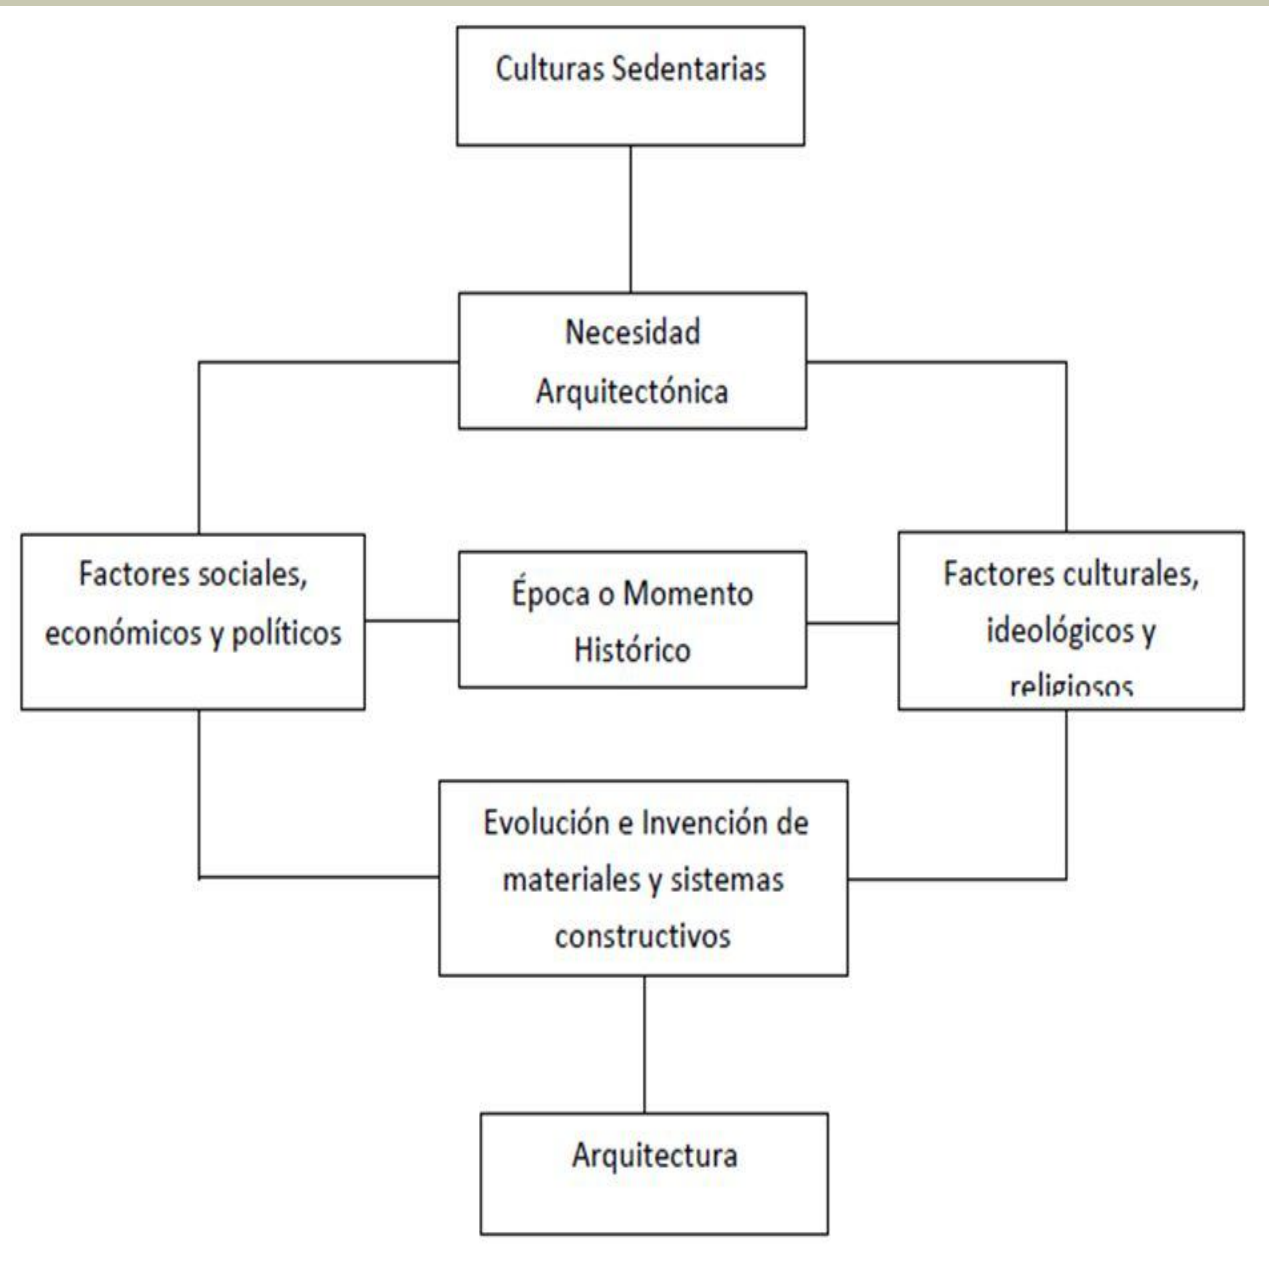 Culturas Sedentarias
Necesidad
Arquitectónica
Factores sociales,
económicos y políticos
Época o Momento
Histórico
Factores culturales,
ideológicos y
religiosos
Evolución e Invención de
materiales y sistemas
constructivos
Arquitectura